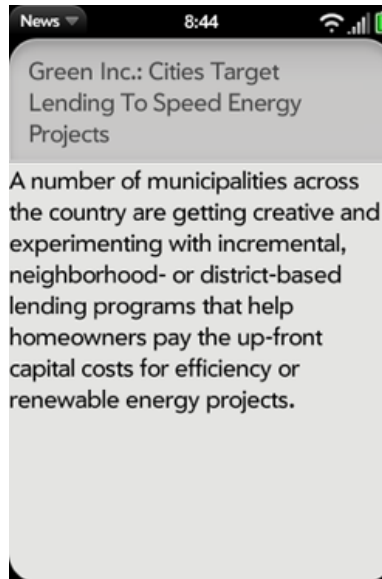 News
8:44
Green Inc.: Cities Target
Lending To Speed Energy
Projects
A number of municipalities across
the country are getting creative and
experimenting with incremental,
neighborhood- or district-based
lending programs that help
homeowners pay the up-front
capital costs for efficiency or
renewable energy projects.